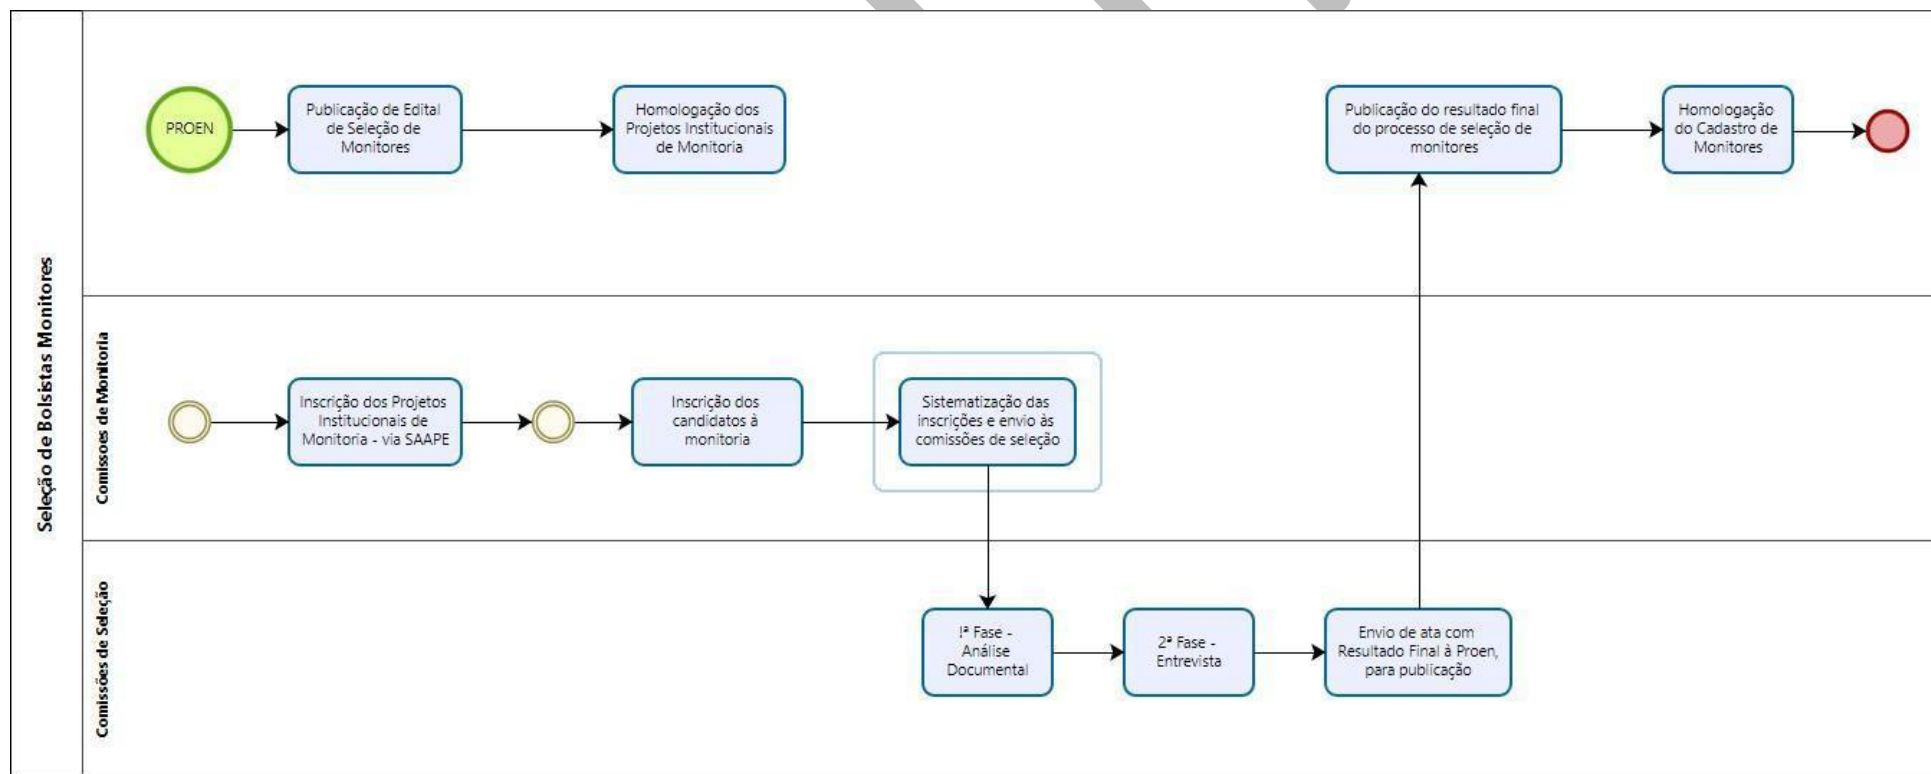 Seleção de Bolsistas Monitores
PROEN
Publicação de Edital
de Seleção de
Monitores
Homologação dos
Projetos Institucionais
de Monitoria
Publicação do resultado final
do processo de seleção de
monitores
Homologação
do Cadastro de
Monitores
Comissoes de Monitoria
Inscrição dos Projetos
Institucionais de
Monitoria - via SAAPE
Inscrição dos
candidatos à
monitoria
Sistematização das
inscrições e envio às
comissões de seleção
Comissões de Seleção
!ª Fase -
Análise
Documental
2ª Fase -
Entrevista
Envio de ata com
Resultado Final à Proen,
para publicação